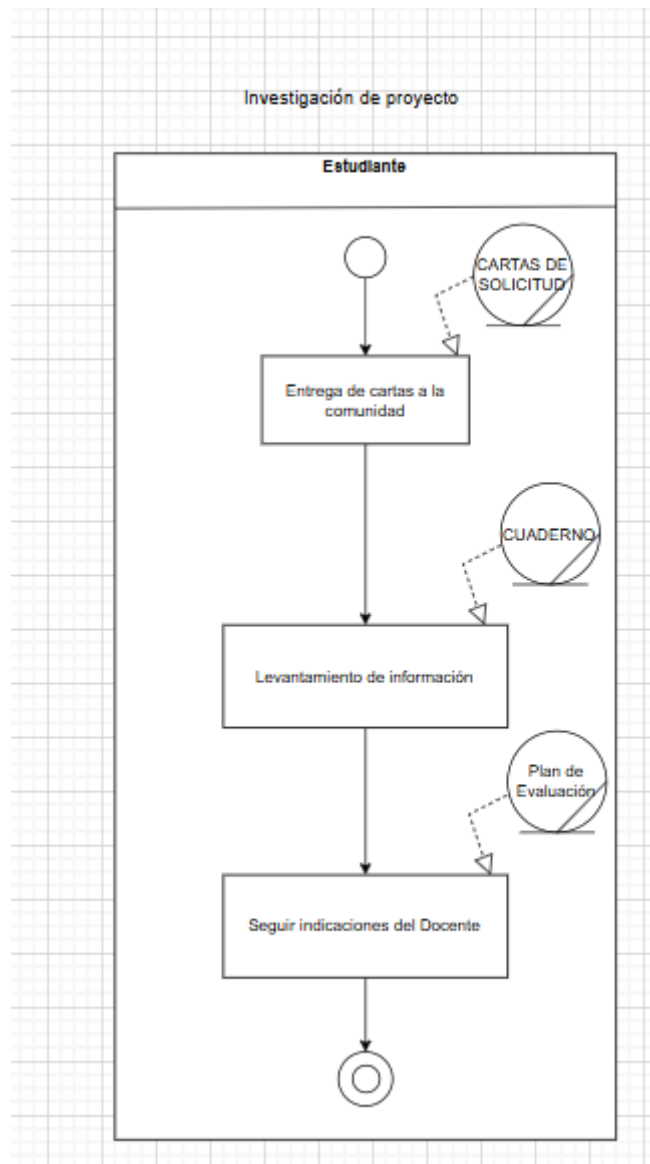 Investigación de proyecto
Estudiante
CARTAS DE
SOLICITUD
Entrega de cartas a la
comunidad
CUADERNO
Levantamiento de información
Plan de
Evaluación
Seguir indicaciones del Docente